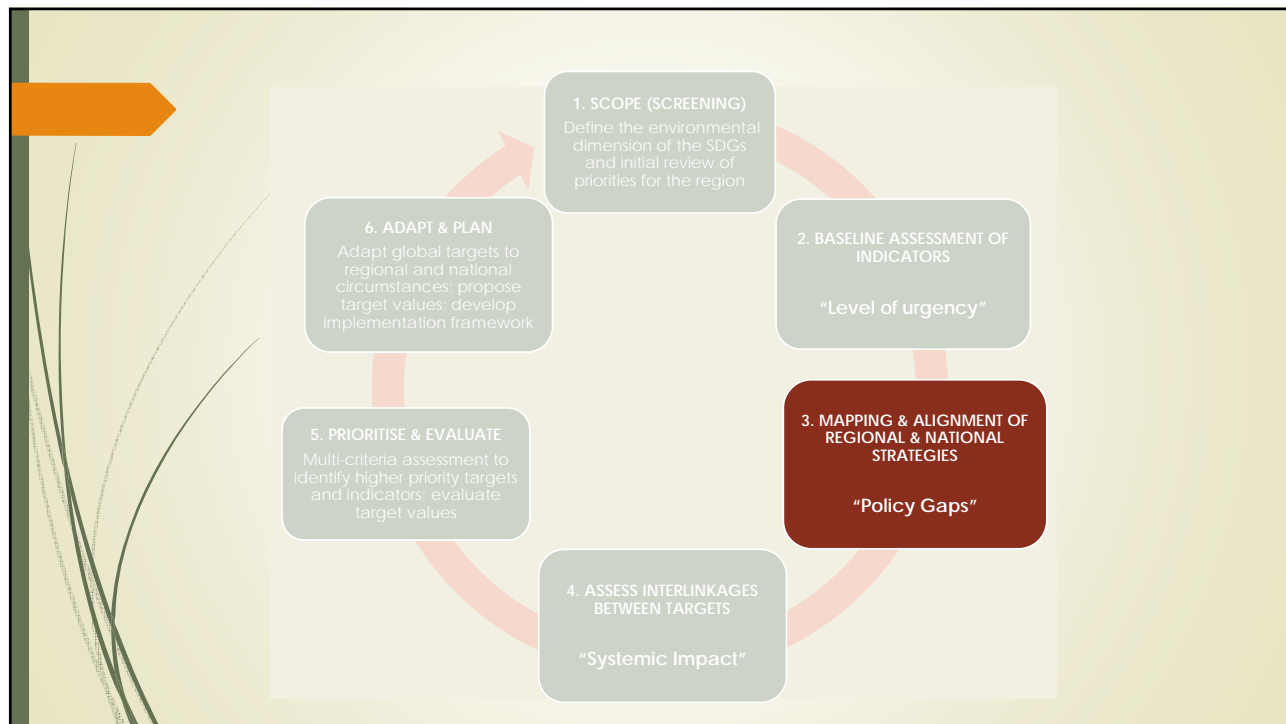 1. SCOPE (SCREENING)
Define the environmental
dimension of the SDGs
and initial review of
priorities for the region
2. BASELINE ASSESSMENT OF
INDICATORS
“Level of urgency”
3. MAPPING & ALIGNMENT OF
REGIONAL & NATIONAL
STRATEGIES
“Policy Gaps”
4. ASSESS INTERLINKAGES
BETWEEN TARGETS
“Systemic Impact”
5. PRIORITISE & EVALUATE
Multi-criteria assessment to
identify higher priority targets
and indicators; evaluate
target values
6. ADAPT & PLAN
Adapt global targets to
regional and national
circumstances; propose
target values; develop
implementation framework